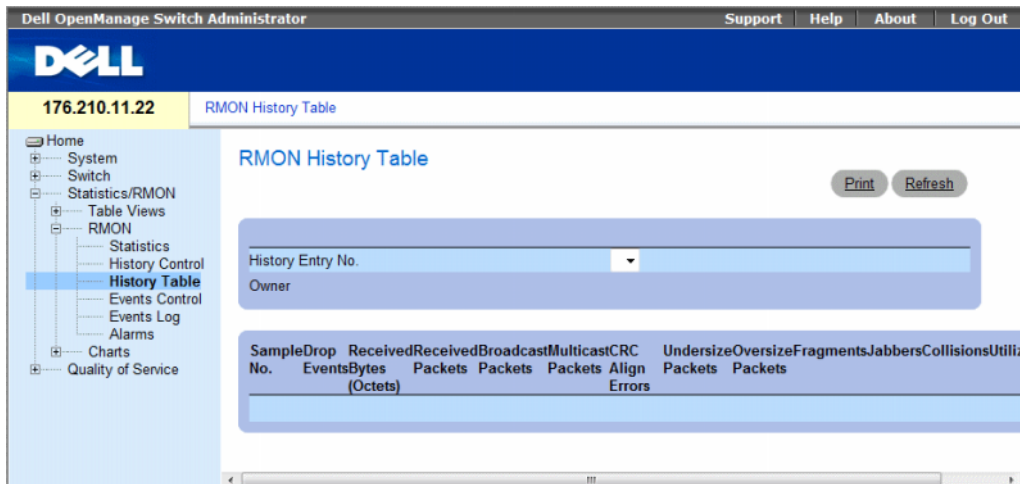 Dell OpenManage Switch Administrator Support Help About Log Out
DELL
176.210.11.22 RMON History Table
Home
System
Switch
Statistics/RMON
Table Views
RMON
Statistics
History Control
History Table
Events Control
Events Log
Alarms
Charts
Quality of Service
RMON History Table
Print Refresh
History Entry No.
Owner
Sample Drop Received Received Broadcast Multicast CRC Undersize Oversize Fragments Jabbers Collisions Utiliz
No. Events Bytes Packets Packets Packets Align Packets Packets
(Octets) Errors